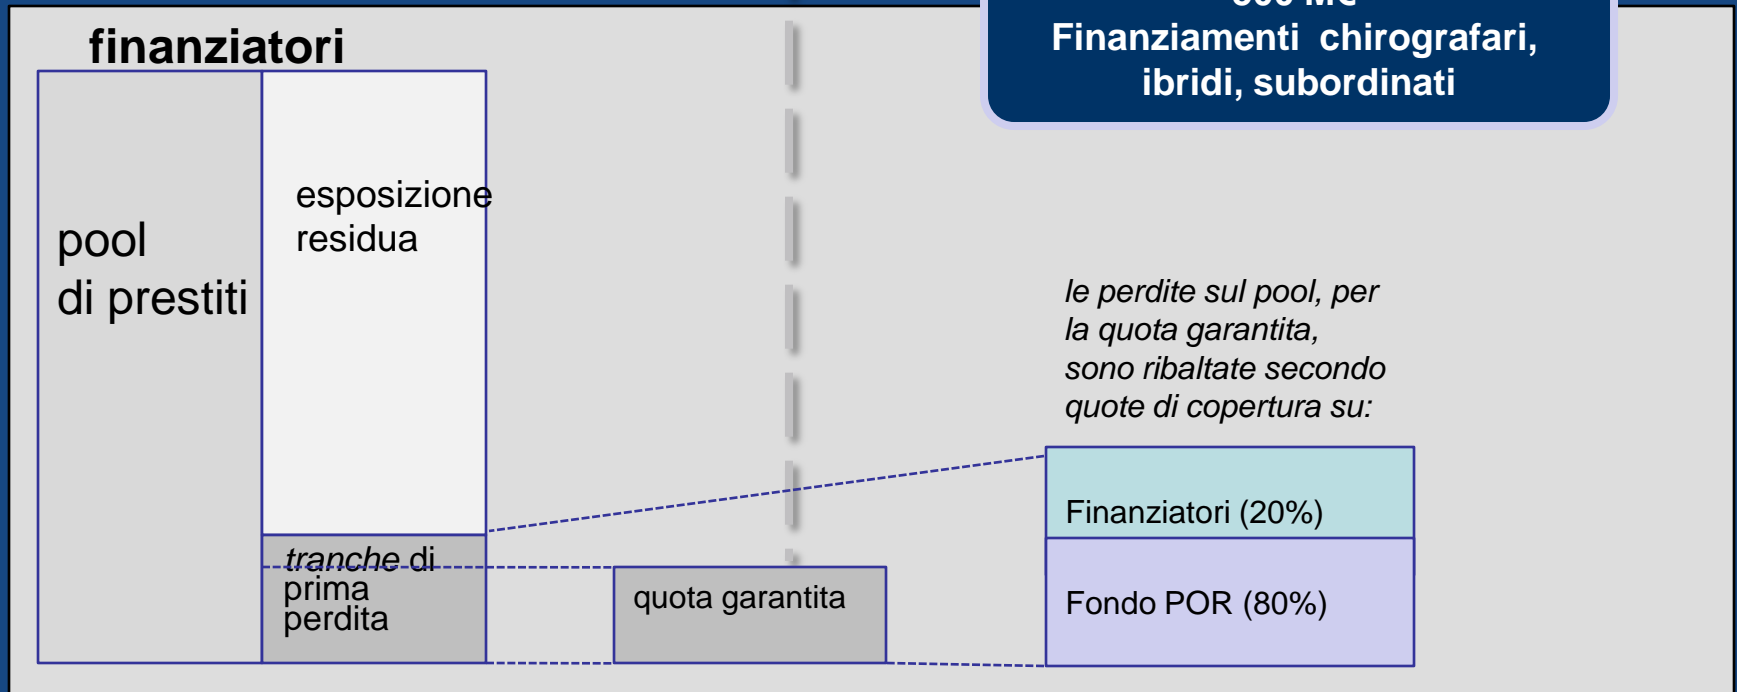 finanziatori
Finanziamenti chirografari,
ibridi, subordinati
esposizione
residua
pool
di prestiti
le perdite sul pool, per
la quota garantita,
sono ribaltate secondo
quote di copertura su:
Finanziatori (20%)
tranche di
prima
perdita
quota garantita
Fondo POR (80%)